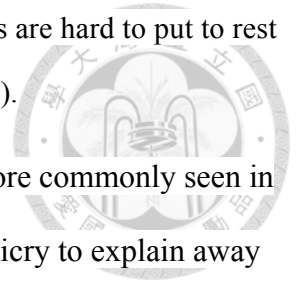 s are hard to put to rest
).
ore commonly seen in
icry to explain away